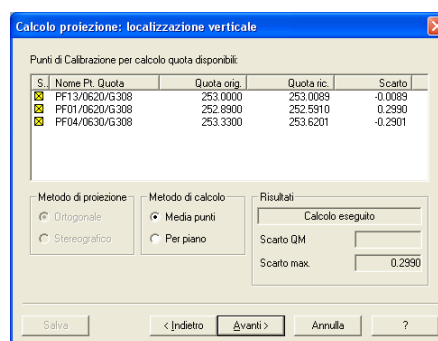 Calcolo proiezione: localizzazione verticale
Punti di Calibrazione per calcolo quota disponibili:
S.. Nome Pt. Quota Quota orig. Quota ric. Scarto
PF13/0620/G308 253.0000 253.0089 -0.0089
PF01/0620/G308 252.8900 252.5910 0.2990
PF04/0630/G308 253.3300 253.6201 -0.2901
Metodo di proiezione Metodo di calcolo Risultati
Ortogonale Media punti Calcolo eseguito
Stereografico Per piano Scarto QM
Scarto max. 0.2990
Salva < Indietro Avanti > Annulla ?